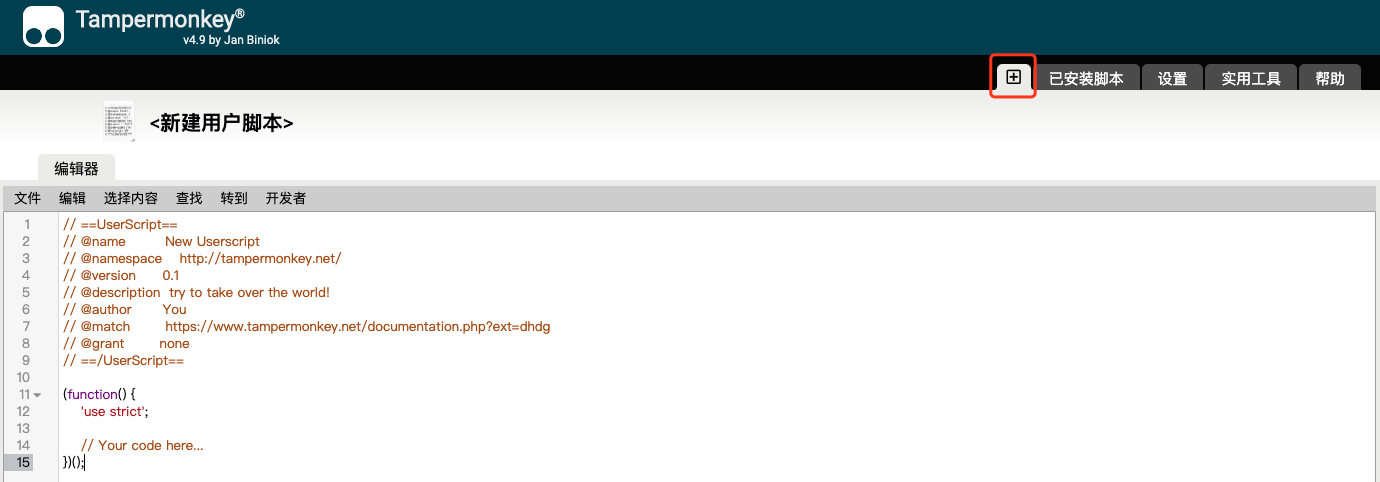 Tampermonkey®
v4.9 by Jan Biniok
已安装脚本 设置 实用工具 帮助
<新建用户脚本>
编辑器
文件 编辑 选择内容 查找 转到 开发者
1 // ==UserScript==
2 // @name New Userscript
3 // @namespace http://tampermonkey.net/
4 // @version 0.1
5 // @description try to take over the world!
6 // @author You
7 // @match https://www.tampermonkey.net/documentation.php?ext=dhdg
8 // @grant none
9 // ==/UserScript==
10
11 (function() {
12 'use strict';
13
14 // Your code here...
15 })();